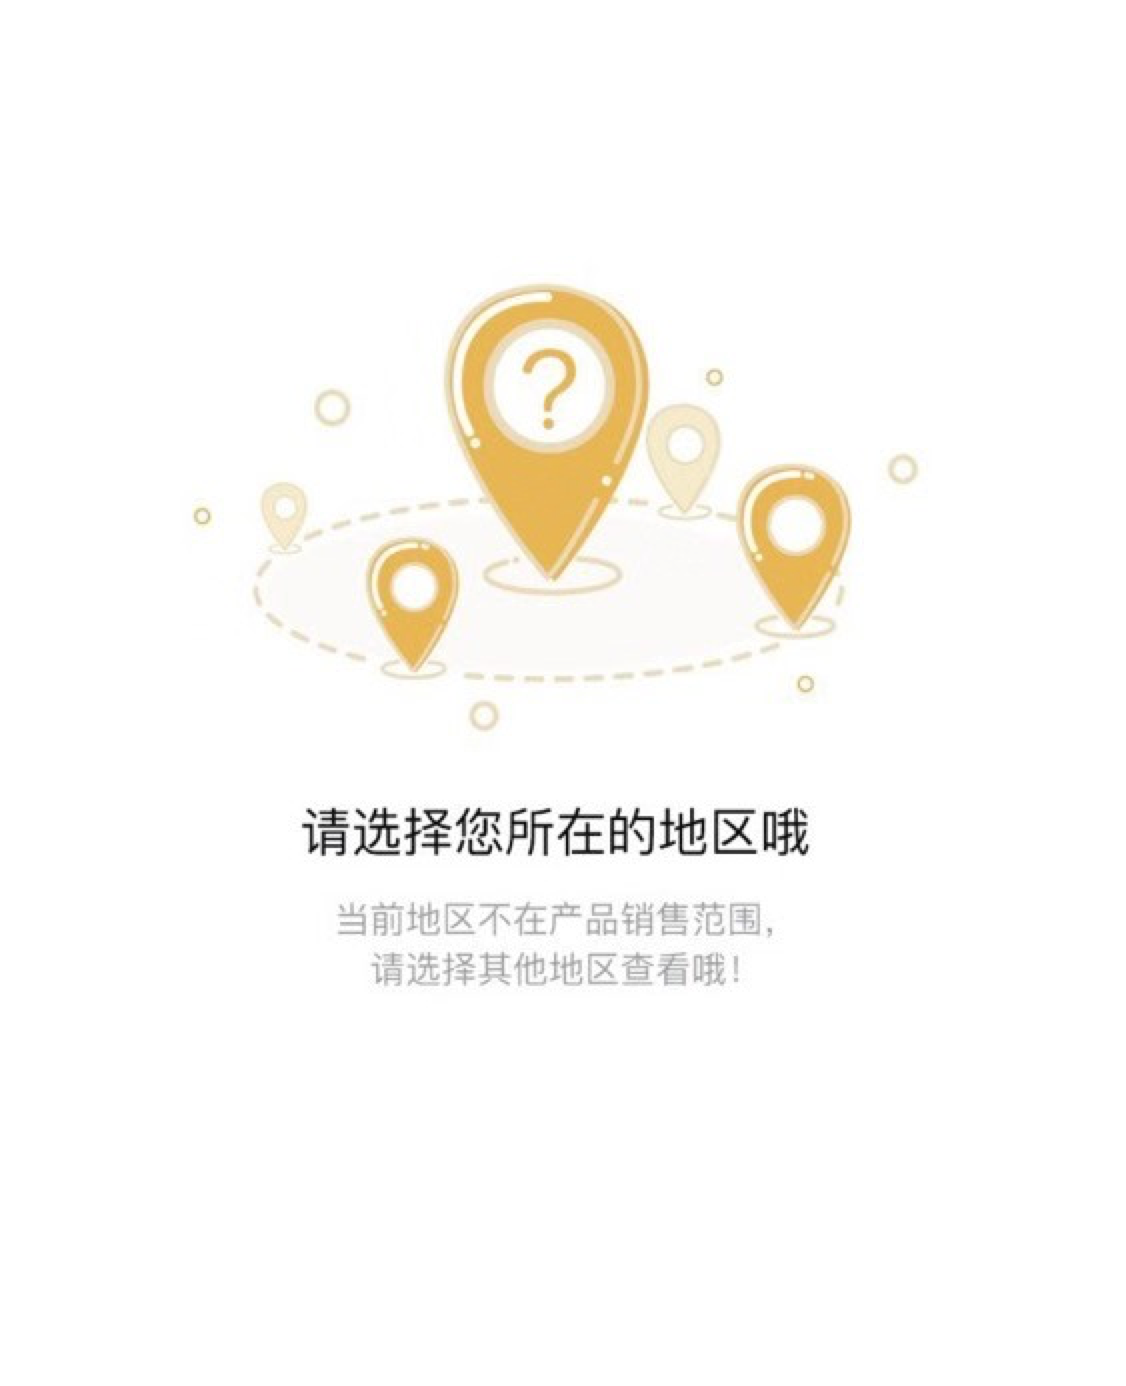 ?
请选择您所在的地区哦
当前地区不在产品销售范围，
请选择其他地区查看哦！